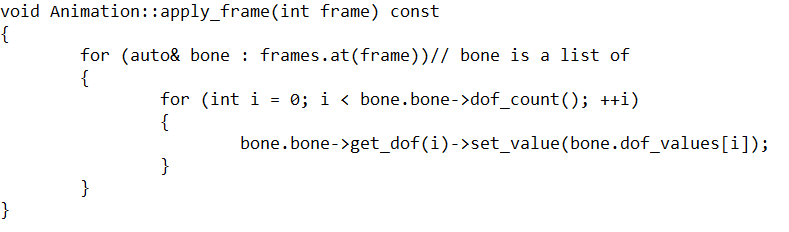 void Animation::apply_frame(int frame) const
{
for (auto& bone : frames.at(frame))// bone is a list of
{
for (int i = 0; i < bone.bone->dof_count(); ++i)
{
bone.bone->get_dof(i)->set_value(bone.dof_values[i]);
}
}
}